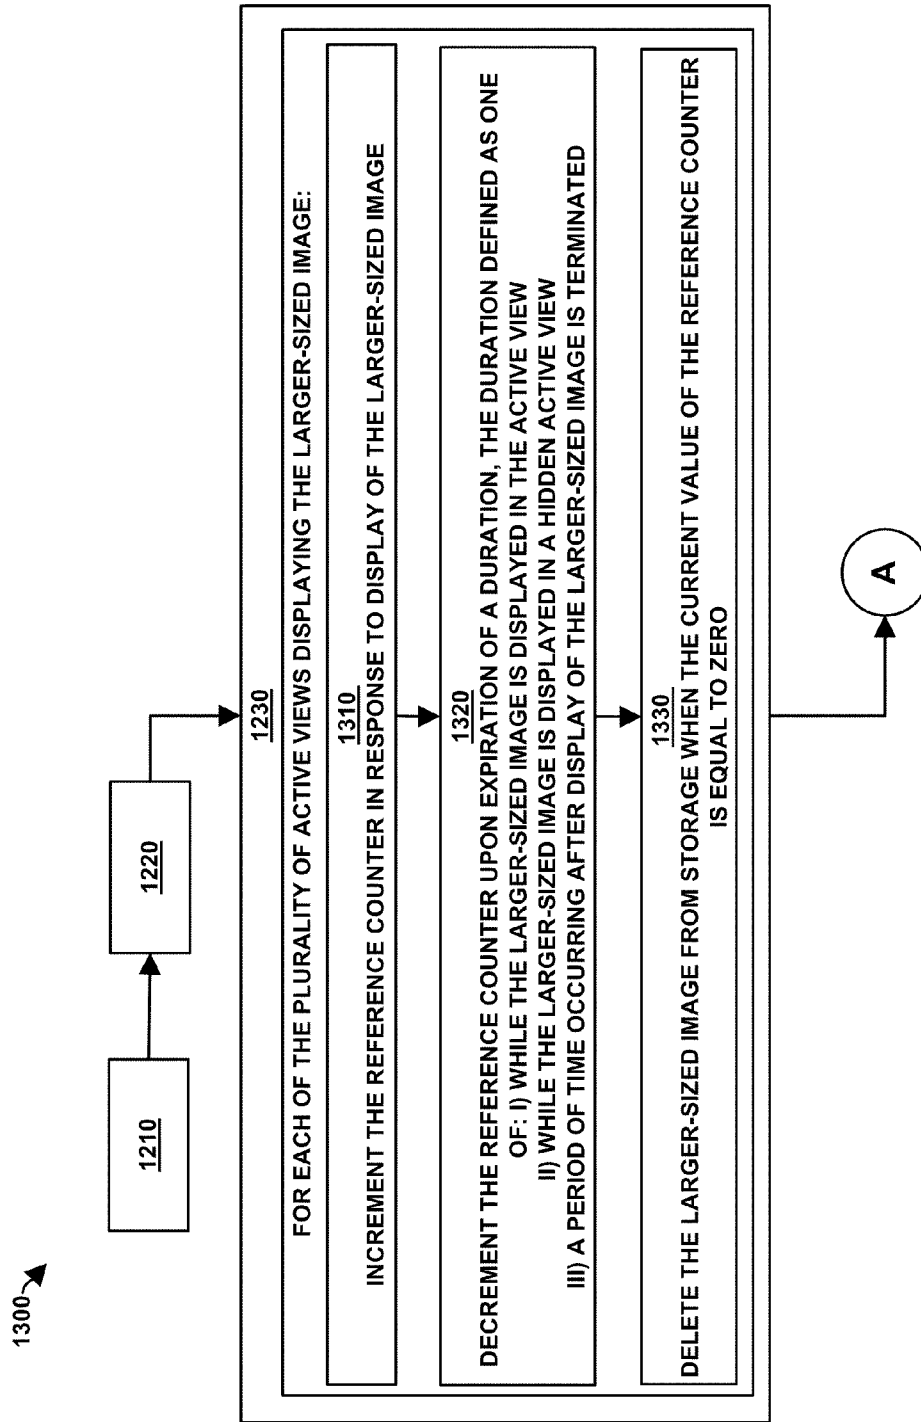 1300
1210
1220
1230
FOR EACH OF THE PLURALITY OF ACTIVE VIEWS DISPLAYING THE LARGER-SIZED IMAGE:
1310
INCREMENT THE REFERENCE COUNTER IN RESPONSE TO DISPLAY OF THE LARGER-SIZED IMAGE
1320
DECREMENT THE REFERENCE COUNTER UPON EXPIRATION OF A DURATION, THE DURATION DEFINED AS ONE
OF: I) WHILE THE LARGER-SIZED IMAGE IS DISPLAYED IN THE ACTIVE VIEW
II) WHILE THE LARGER-SIZED IMAGE IS DISPLAYED IN A HIDDEN ACTIVE VIEW
III) A PERIOD OF TIME OCCURRING AFTER DISPLAY OF THE LARGER-SIZED IMAGE IS TERMINATED
1330
DELETE THE LARGER-SIZED IMAGE FROM STORAGE WHEN THE CURRENT VALUE OF THE REFERENCE COUNTER
IS EQUAL TO ZERO
A